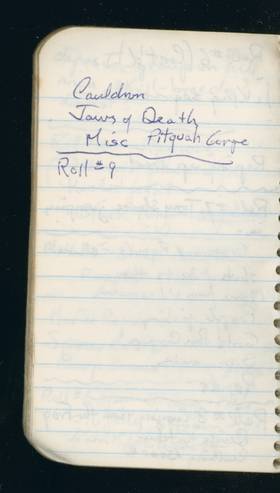 Cauldron
Jaws of Death
Misc Pitquah Gorge
Roll #9